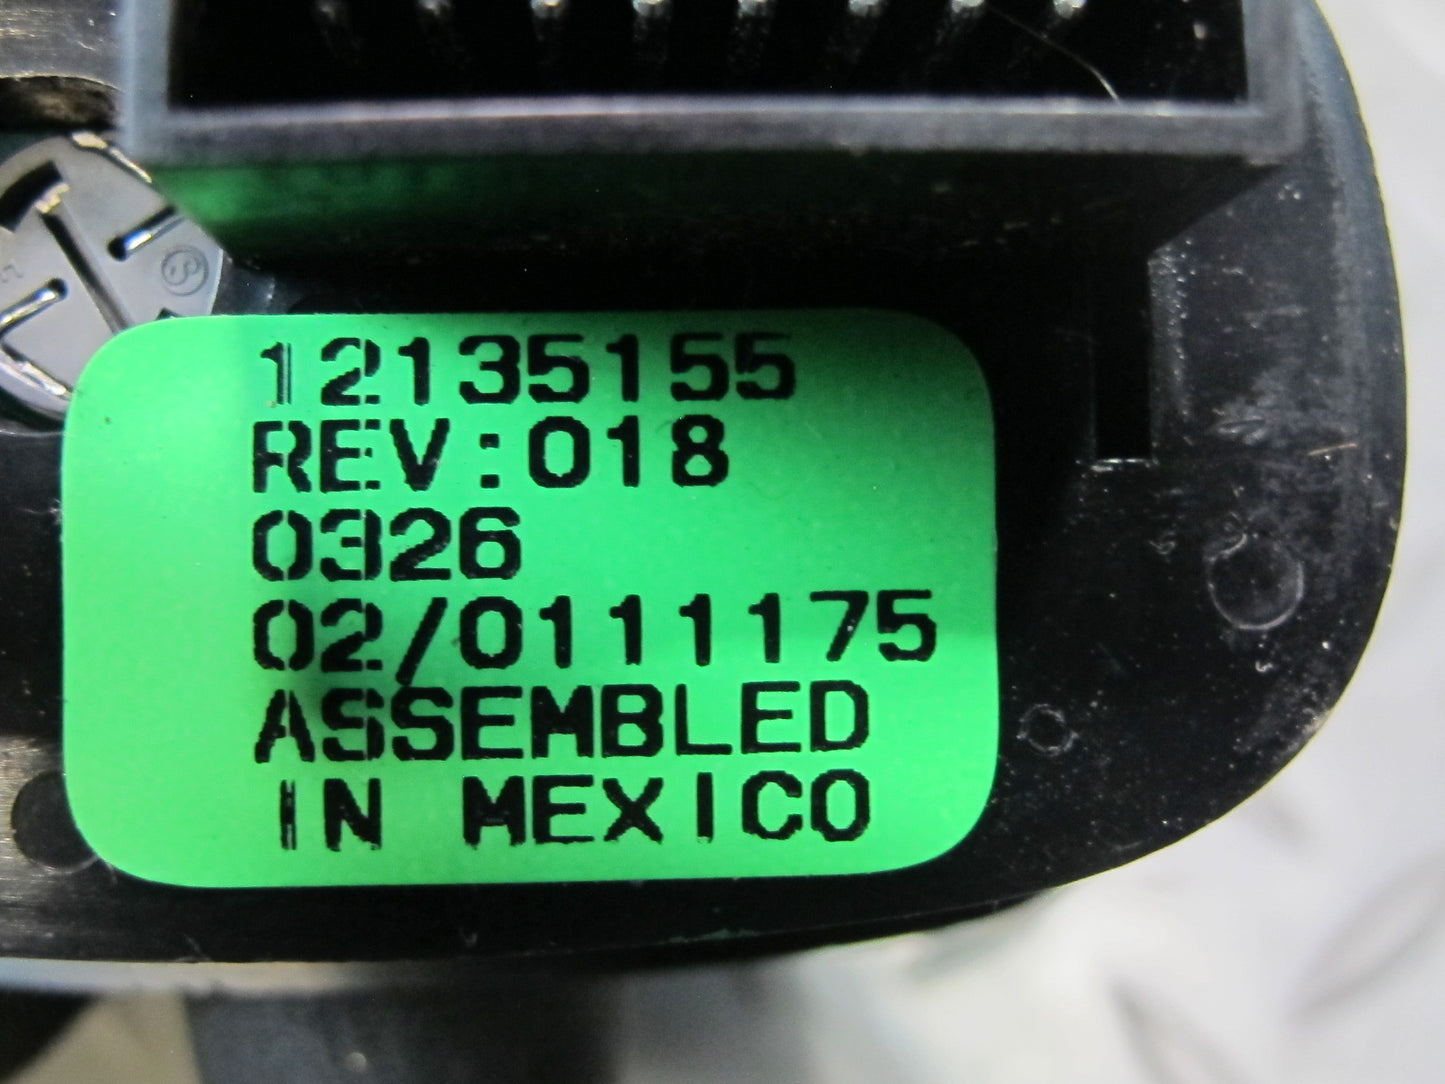 12135155
REV:018
0326
02/0111175
ASSEMBLED
IN MEXICO